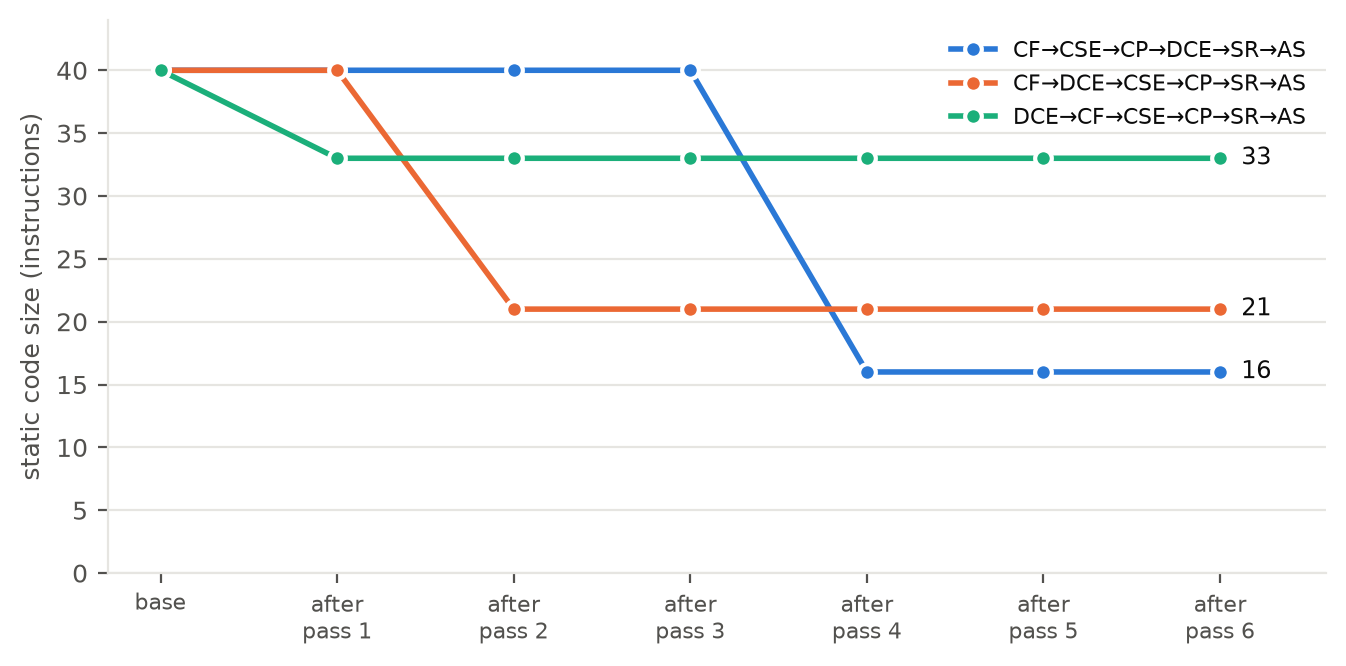 CF→CSE→CP→DCE→SR→AS
CF→DCE→CSE→CP→SR→AS
DCE→CF→CSE→CP→SR→AS
static code size (instructions)
40
35
30
25
20
15
10
5
0
33
21
16
base
after
pass 1
after
pass 2
after
pass 3
after
pass 4
after
pass 5
after
pass 6